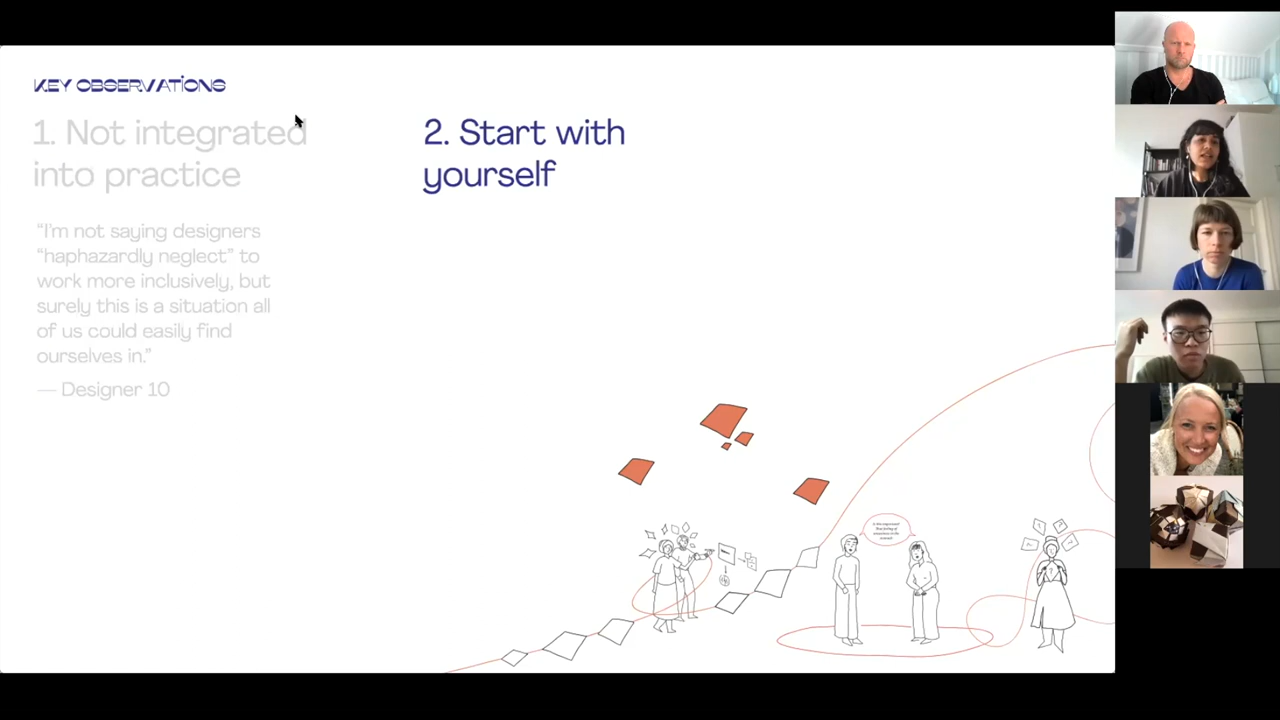 KEY OBSERVATIONS
1. Not integrated
into practice
“I’m not saying designers
“haphazardly neglect” to
work more inclusively, but
surely this is a situation all
of us could easily find
ourselves in.”
— Designer 10
2. Start with
yourself